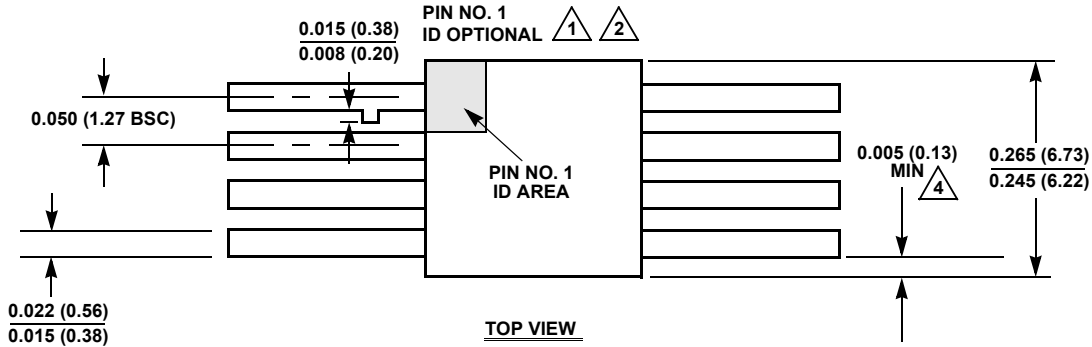 PIN NO. 1
ID OPTIONAL 1 2
0.015 (0.38)
0.008 (0.20)
0.050 (1.27 BSC)
PIN NO. 1
ID AREA
0.005 (0.13)
MIN 4
0.265 (6.73)
0.245 (6.22)
0.022 (0.56)
0.015 (0.38)
TOP VIEW